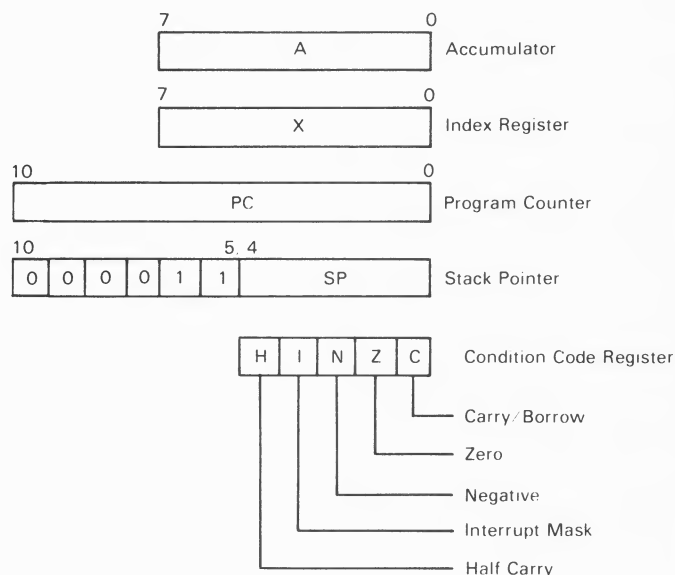 7 0
A Accumulator
7 0
X Index Register
10 0
PC Program Counter
10 5, 4
0 0 0 0 1 1 SP Stack Pointer
H I N Z C Condition Code Register
Carry/Borrow
Zero
Negative
Interrupt Mask
Half Carry